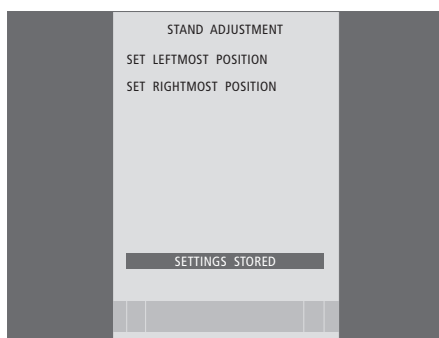 STAND ADJUSTMENT
SET LEFTMOST POSITION
SET RIGHTMOST POSITION
SETTINGS STORED